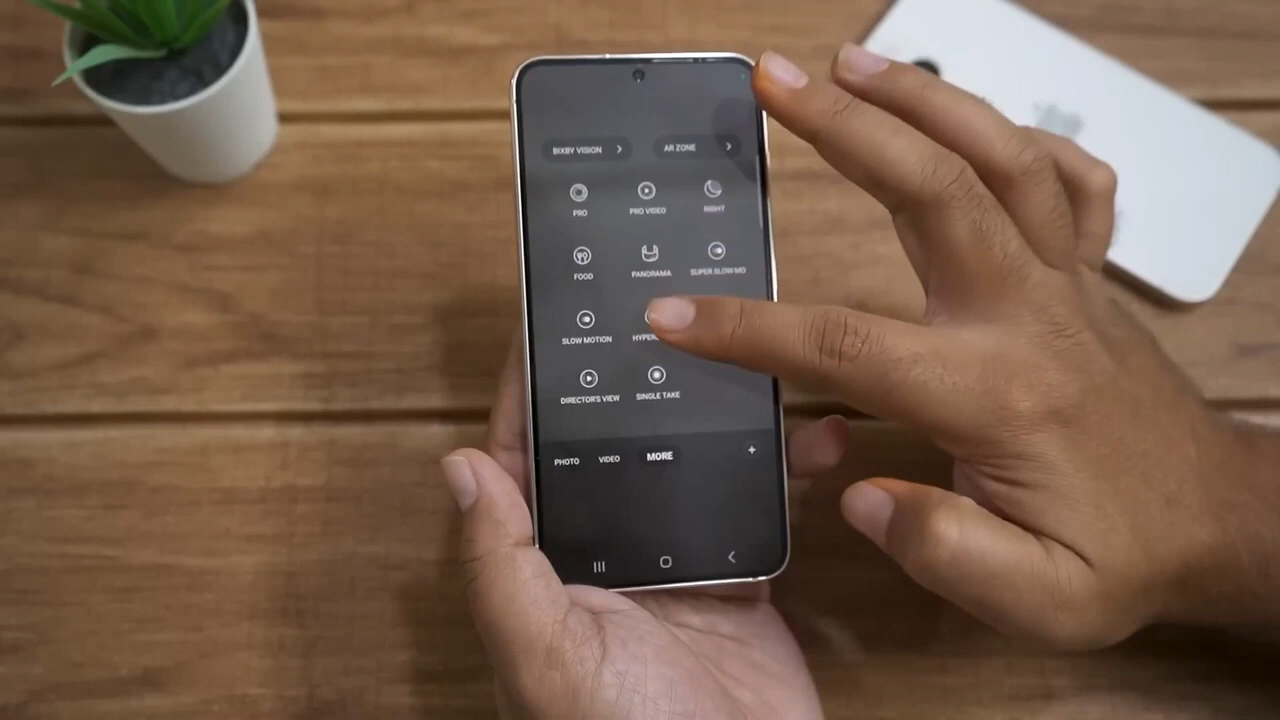 BIXBY VISION
AR ZONE
PRO
PRO VIDEO
NIGHT
FOOD
PANORAMA
SUPER SLOW-MO
SLOW MOTION
HYPER
DIRECTOR'S VIEW
SINGLE TAKE
PHOTO
VIDEO
MORE